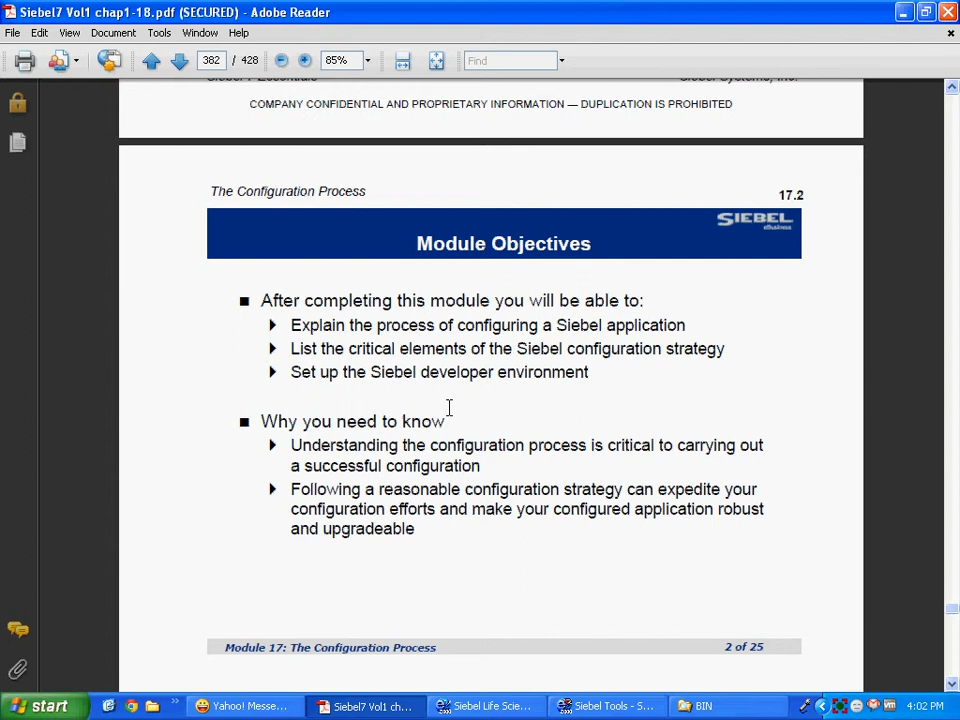 Siebel7 Vol1 chap1-18.pdf (SECURED) - Adobe Reader
File Edit View Document Tools Window Help
382 / 428 85% Find
COMPANY CONFIDENTIAL AND PROPRIETARY INFORMATION — DUPLICATION IS PROHIBITED
The Configuration Process
17.2
SIEBEL
Module Objectives
■ After completing this module you will be able to:
Explain the process of configuring a Siebel application
List the critical elements of the Siebel configuration strategy
Set up the Siebel developer environment
■ Why you need to know
Understanding the configuration process is critical to carrying out
a successful configuration
Following a reasonable configuration strategy can expedite your
configuration efforts and make your configured application robust
and upgradeable
Module 17: The Configuration Process 2 of 25
start Yahoo! Messe... Siebel7 Vol1 ch... Siebel Life Scie... Siebel Tools - S... BIN 4:02 PM